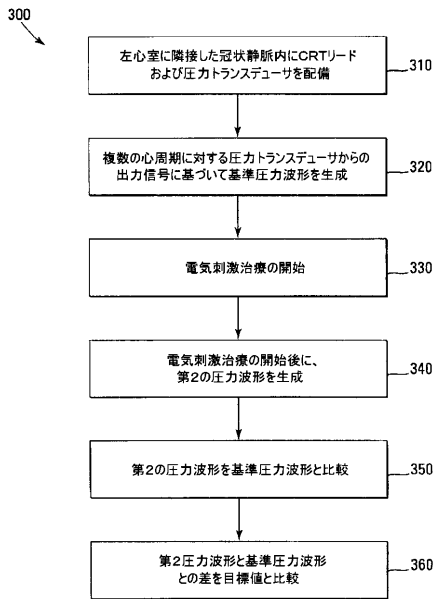 300
左心室に隣接した冠状静脈内にCRTリード
および圧力トランスデューサを配備
310
複数の心周期に対する圧力トランスデューサからの
出力信号に基づいて基準圧力波形を生成
320
電気刺激治療の開始
330
電気刺激治療の開始後に、
第2の圧力波形を生成
340
第2の圧力波形を基準圧力波形と比較
350
第2圧力波形と基準圧力波形
との差を目標値と比較
360